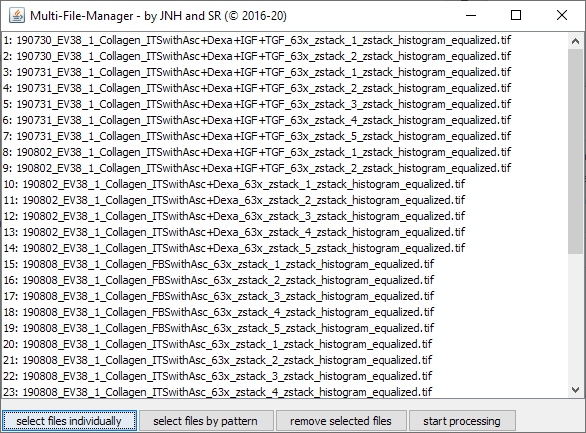 Multi-File-Manager - by JNH and SR (© 2016-20)
1: 190730_EV38_1_Collagen_ITSwithAsc+Dexa+IGF+TGF_63x_zstack_1_zstack_histogram_equalized.tif
2: 190730_EV38_1_Collagen_ITSwithAsc+Dexa+IGF+TGF_63x_zstack_2_zstack_histogram_equalized.tif
3: 190731_EV38_1_Collagen_ITSwithAsc+Dexa+IGF+TGF_63x_zstack_1_zstack_histogram_equalized.tif
4: 190731_EV38_1_Collagen_ITSwithAsc+Dexa+IGF+TGF_63x_zstack_2_zstack_histogram_equalized.tif
5: 190731_EV38_1_Collagen_ITSwithAsc+Dexa+IGF+TGF_63x_zstack_3_zstack_histogram_equalized.tif
6: 190731_EV38_1_Collagen_ITSwithAsc+Dexa+IGF+TGF_63x_zstack_4_zstack_histogram_equalized.tif
7: 190731_EV38_1_Collagen_ITSwithAsc+Dexa+IGF+TGF_63x_zstack_5_zstack_histogram_equalized.tif
8: 190802_EV38_1_Collagen_ITSwithAsc+Dexa+IGF+TGF_63x_zstack_1_zstack_histogram_equalized.tif
9: 190802_EV38_1_Collagen_ITSwithAsc+Dexa+IGF+TGF_63x_zstack_2_zstack_histogram_equalized.tif
10: 190802_EV38_1_Collagen_ITSwithAsc+Dexa_63x_zstack_1_zstack_histogram_equalized.tif
11: 190802_EV38_1_Collagen_ITSwithAsc+Dexa_63x_zstack_2_zstack_histogram_equalized.tif
12: 190802_EV38_1_Collagen_ITSwithAsc+Dexa_63x_zstack_3_zstack_histogram_equalized.tif
13: 190802_EV38_1_Collagen_ITSwithAsc+Dexa_63x_zstack_4_zstack_histogram_equalized.tif
14: 190802_EV38_1_Collagen_ITSwithAsc+Dexa_63x_zstack_5_zstack_histogram_equalized.tif
15: 190808_EV38_1_Collagen_FBSwithAsc_63x_zstack_1_zstack_histogram_equalized.tif
16: 190808_EV38_1_Collagen_FBSwithAsc_63x_zstack_2_zstack_histogram_equalized.tif
17: 190808_EV38_1_Collagen_FBSwithAsc_63x_zstack_3_zstack_histogram_equalized.tif
18: 190808_EV38_1_Collagen_FBSwithAsc_63x_zstack_4_zstack_histogram_equalized.tif
19: 190808_EV38_1_Collagen_FBSwithAsc_63x_zstack_5_zstack_histogram_equalized.tif
20: 190808_EV38_1_Collagen_ITSwithAsc_63x_zstack_1_zstack_histogram_equalized.tif
21: 190808_EV38_1_Collagen_ITSwithAsc_63x_zstack_2_zstack_histogram_equalized.tif
22: 190808_EV38_1_Collagen_ITSwithAsc_63x_zstack_3_zstack_histogram_equalized.tif
23: 190808_EV38_1_Collagen_ITSwithAsc_63x_zstack_4_zstack_histogram_equalized.tif
select files individually select files by pattern remove selected files start processing